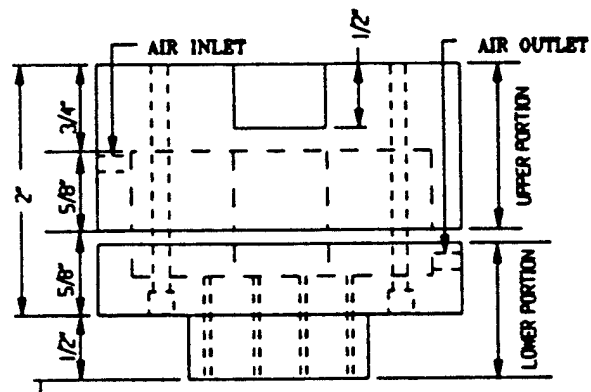 1/2"
AIR INLET
AIR OUTLET
3/4"
2"
5/8"
UPPER PORTION
5/8"
1/2"
LOWER PORTION